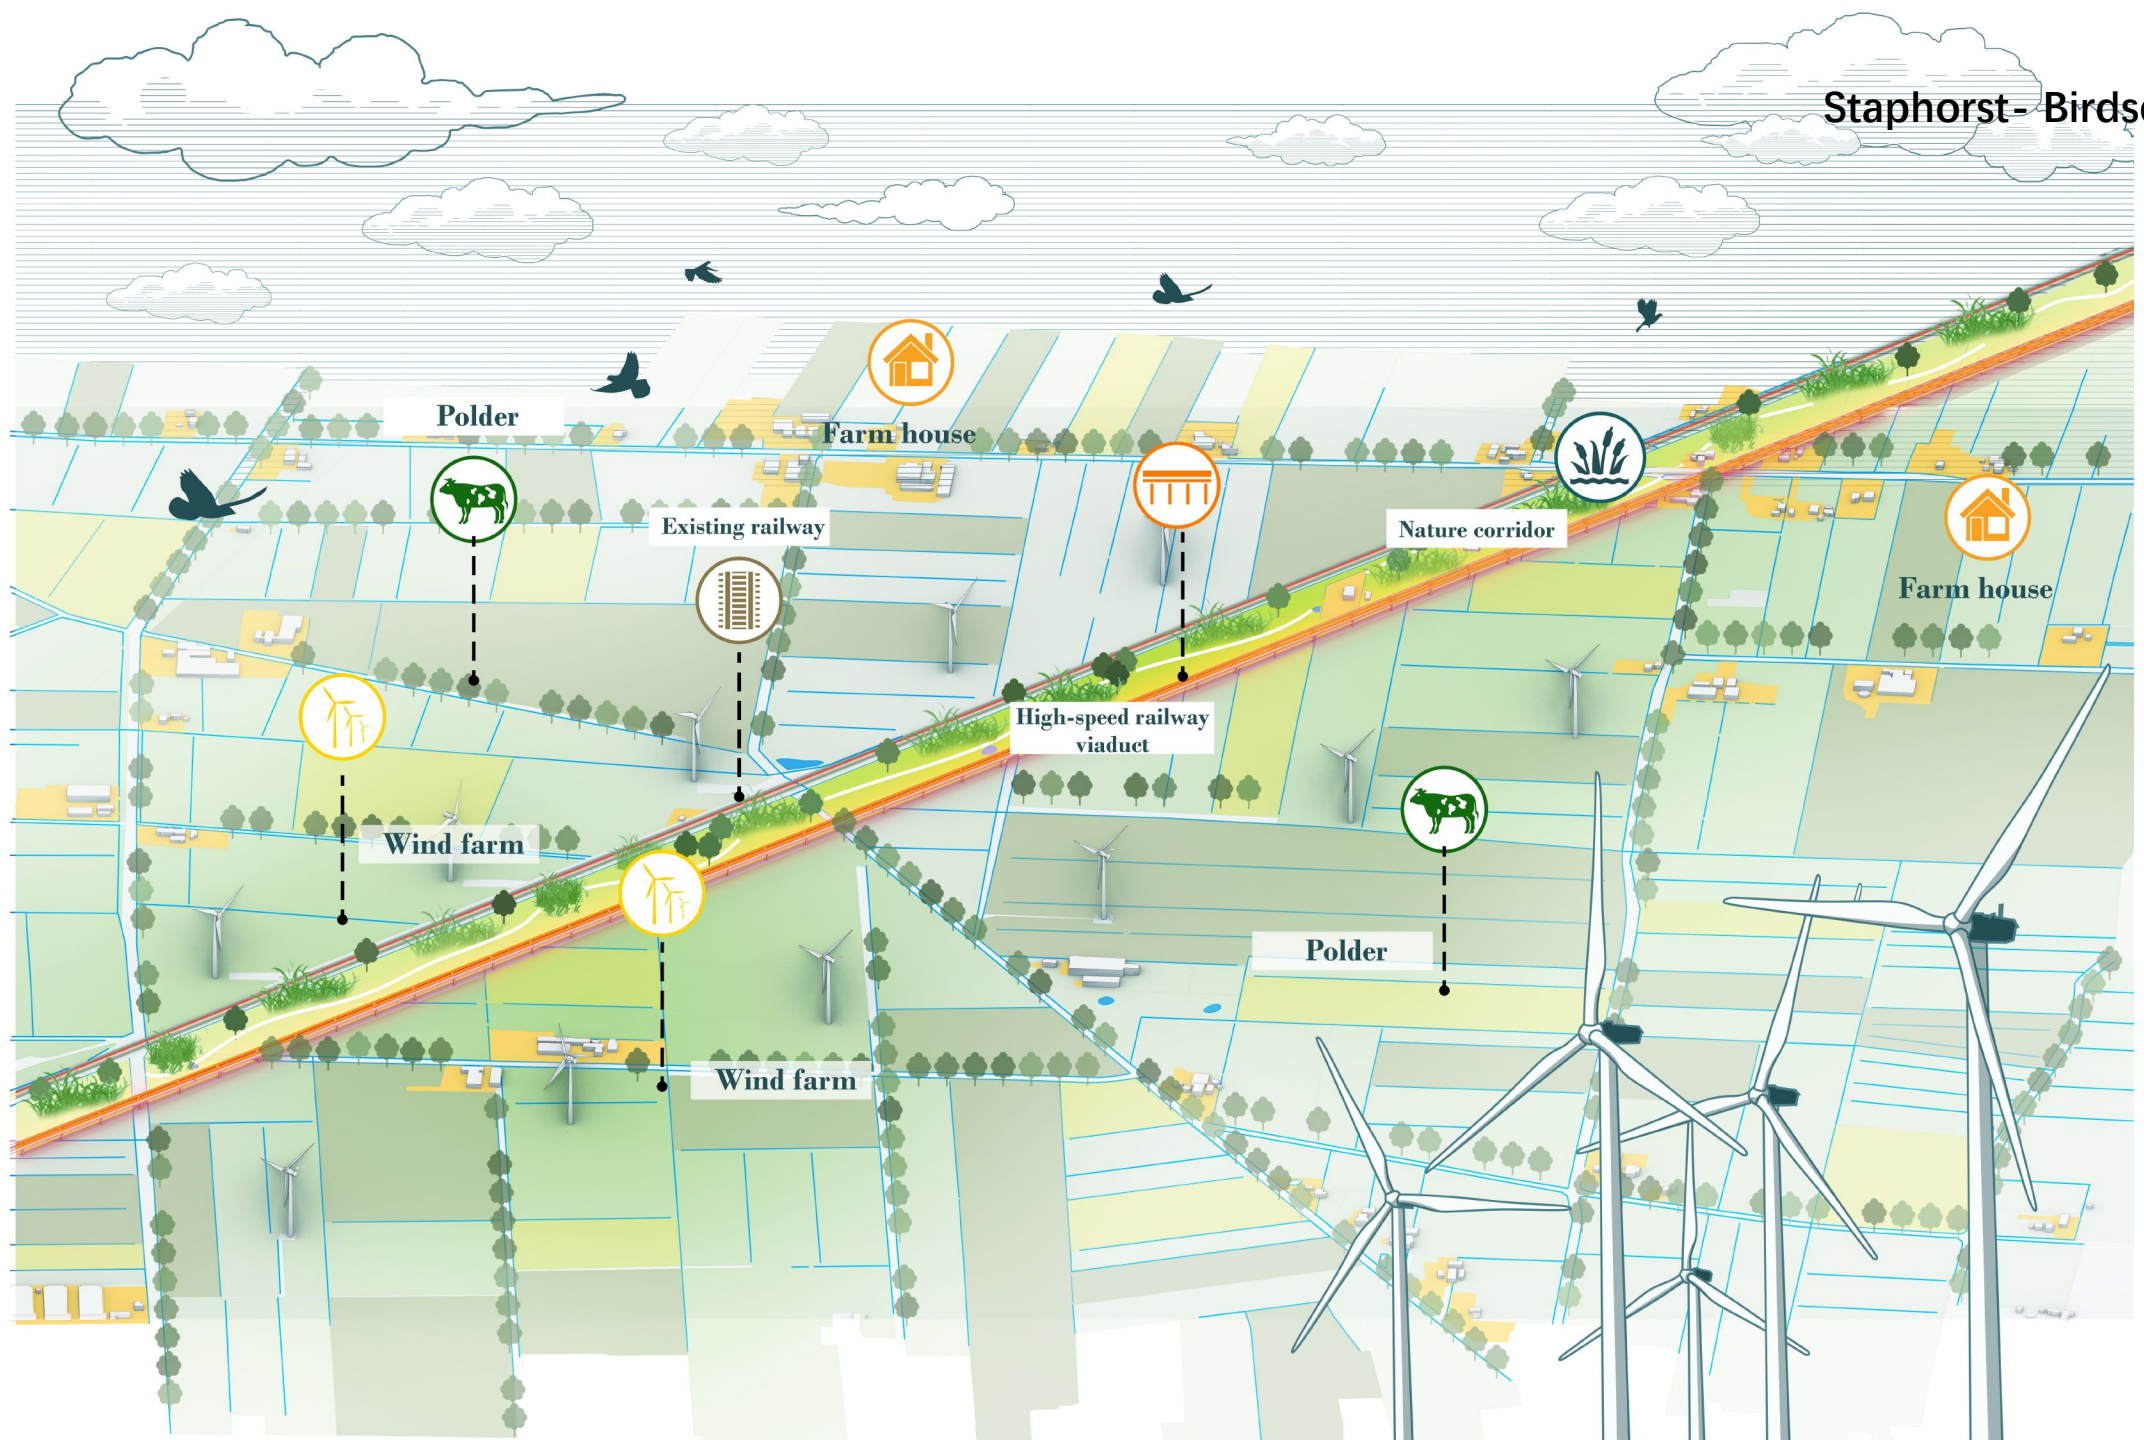 Staphorst- Birds
Polder
Farm house
Existing railway
Nature corridor
Farm house
High-speed railway
viaduct
Wind farm
Polder
Wind farm